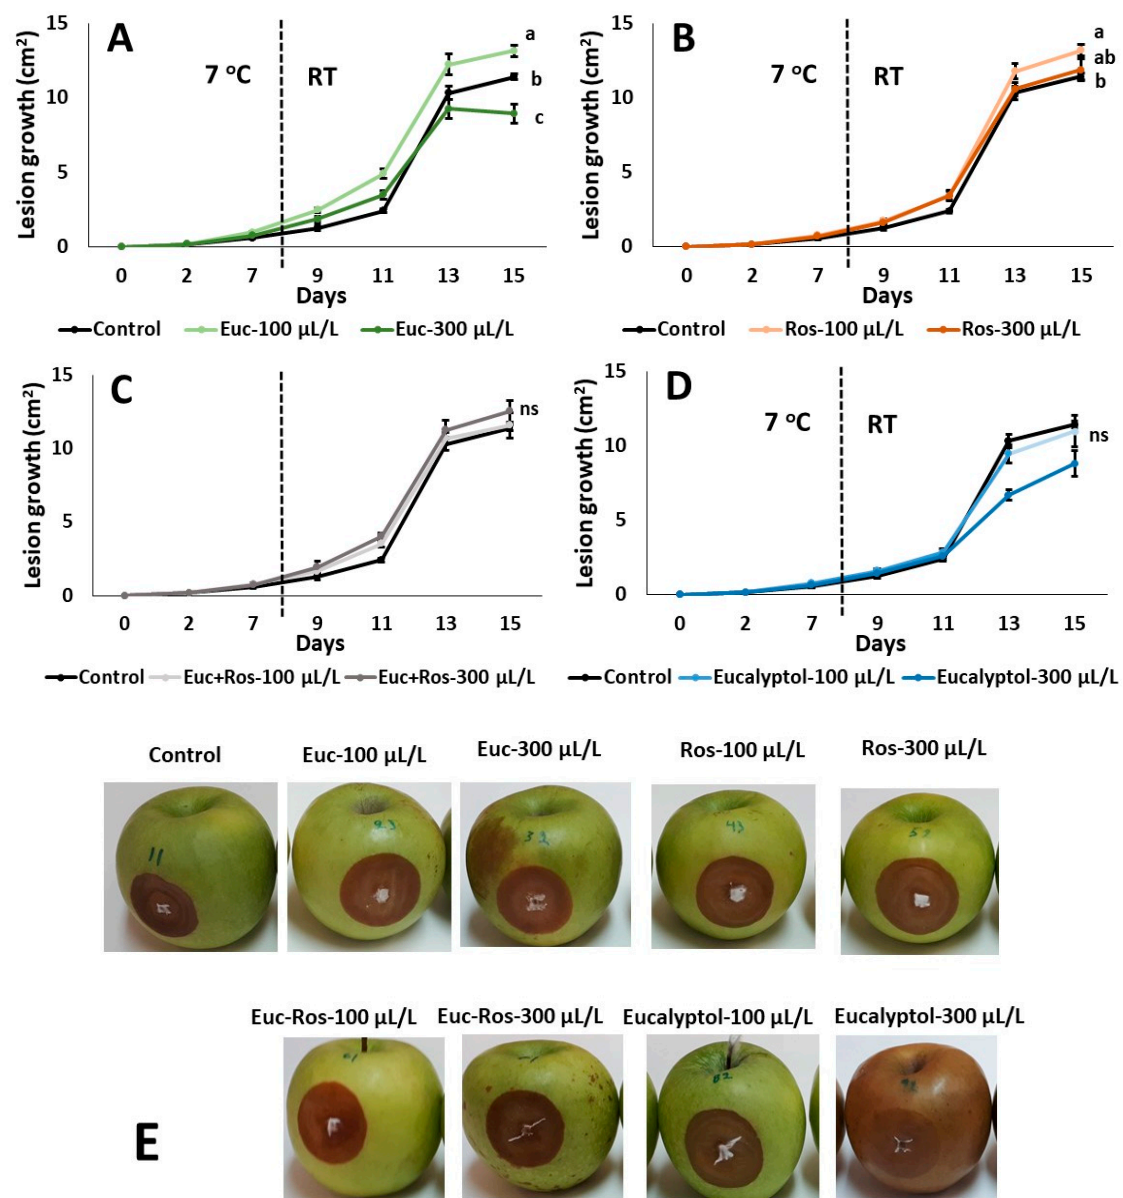 A
Lesion growth (cm²)
15
10
5
0
7 °C
RT
a
b
c
0 2 7 9 11 13 15
Days
Control Euc-100 µL/L Euc-300 µL/L
B
Lesion growth (cm²)
15
10
5
0
7 °C
RT
a
ab
b
0 2 7 9 11 13 15
Days
Control Ros-100 µL/L Ros-300 µL/L
C
Lesion growth (cm²)
15
10
5
0
ns
0 2 7 9 11 13 15
Days
Control Euc+Ros-100 µL/L Euc+Ros-300 µL/L
D
Lesion growth (cm²)
15
10
5
0
7 °C
RT
ns
0 2 7 9 11 13 15
Days
Control Eucalyptol-100 µL/L Eucalyptol-300 µL/L
Control Euc-100 µL/L Euc-300 µL/L Ros-100 µL/L Ros-300 µL/L
11 23 32 43 53
Euc-Ros-100 µL/L Euc-Ros-300 µL/L Eucalyptol-100 µL/L Eucalyptol-300 µL/L
82
E